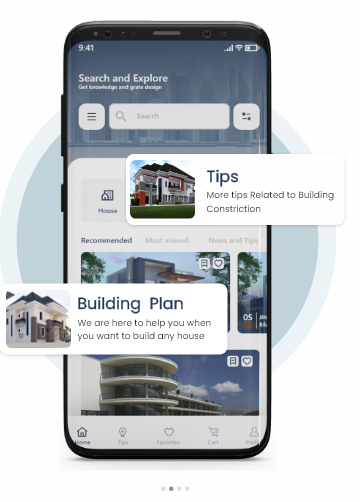 9:41
Search and Explore
Get knowledge and grate design
Search
Tips
More tips Related to Building
Constriction
House
Recommended Most viewed News and Tips
05
Building Plan
We are here to help you when
you want to build any house
Home Tips Favorites Cart